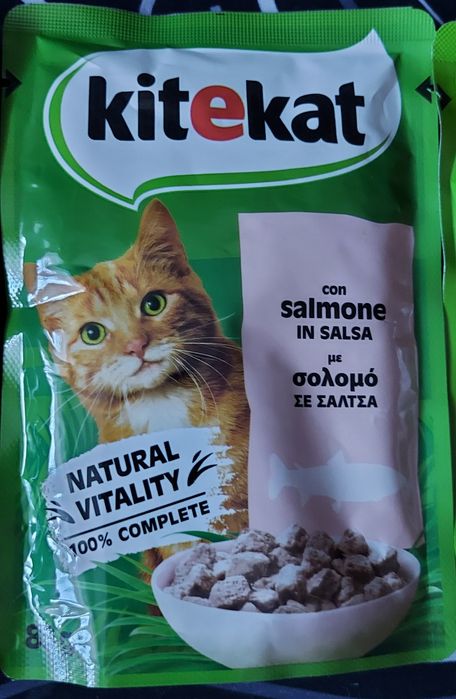 kitekat
con
salmone
IN SALSA
με
σολομό
ΣΕ ΣΑΛΤΣΑ
NATURAL
VITALITY
100% COMPLETE